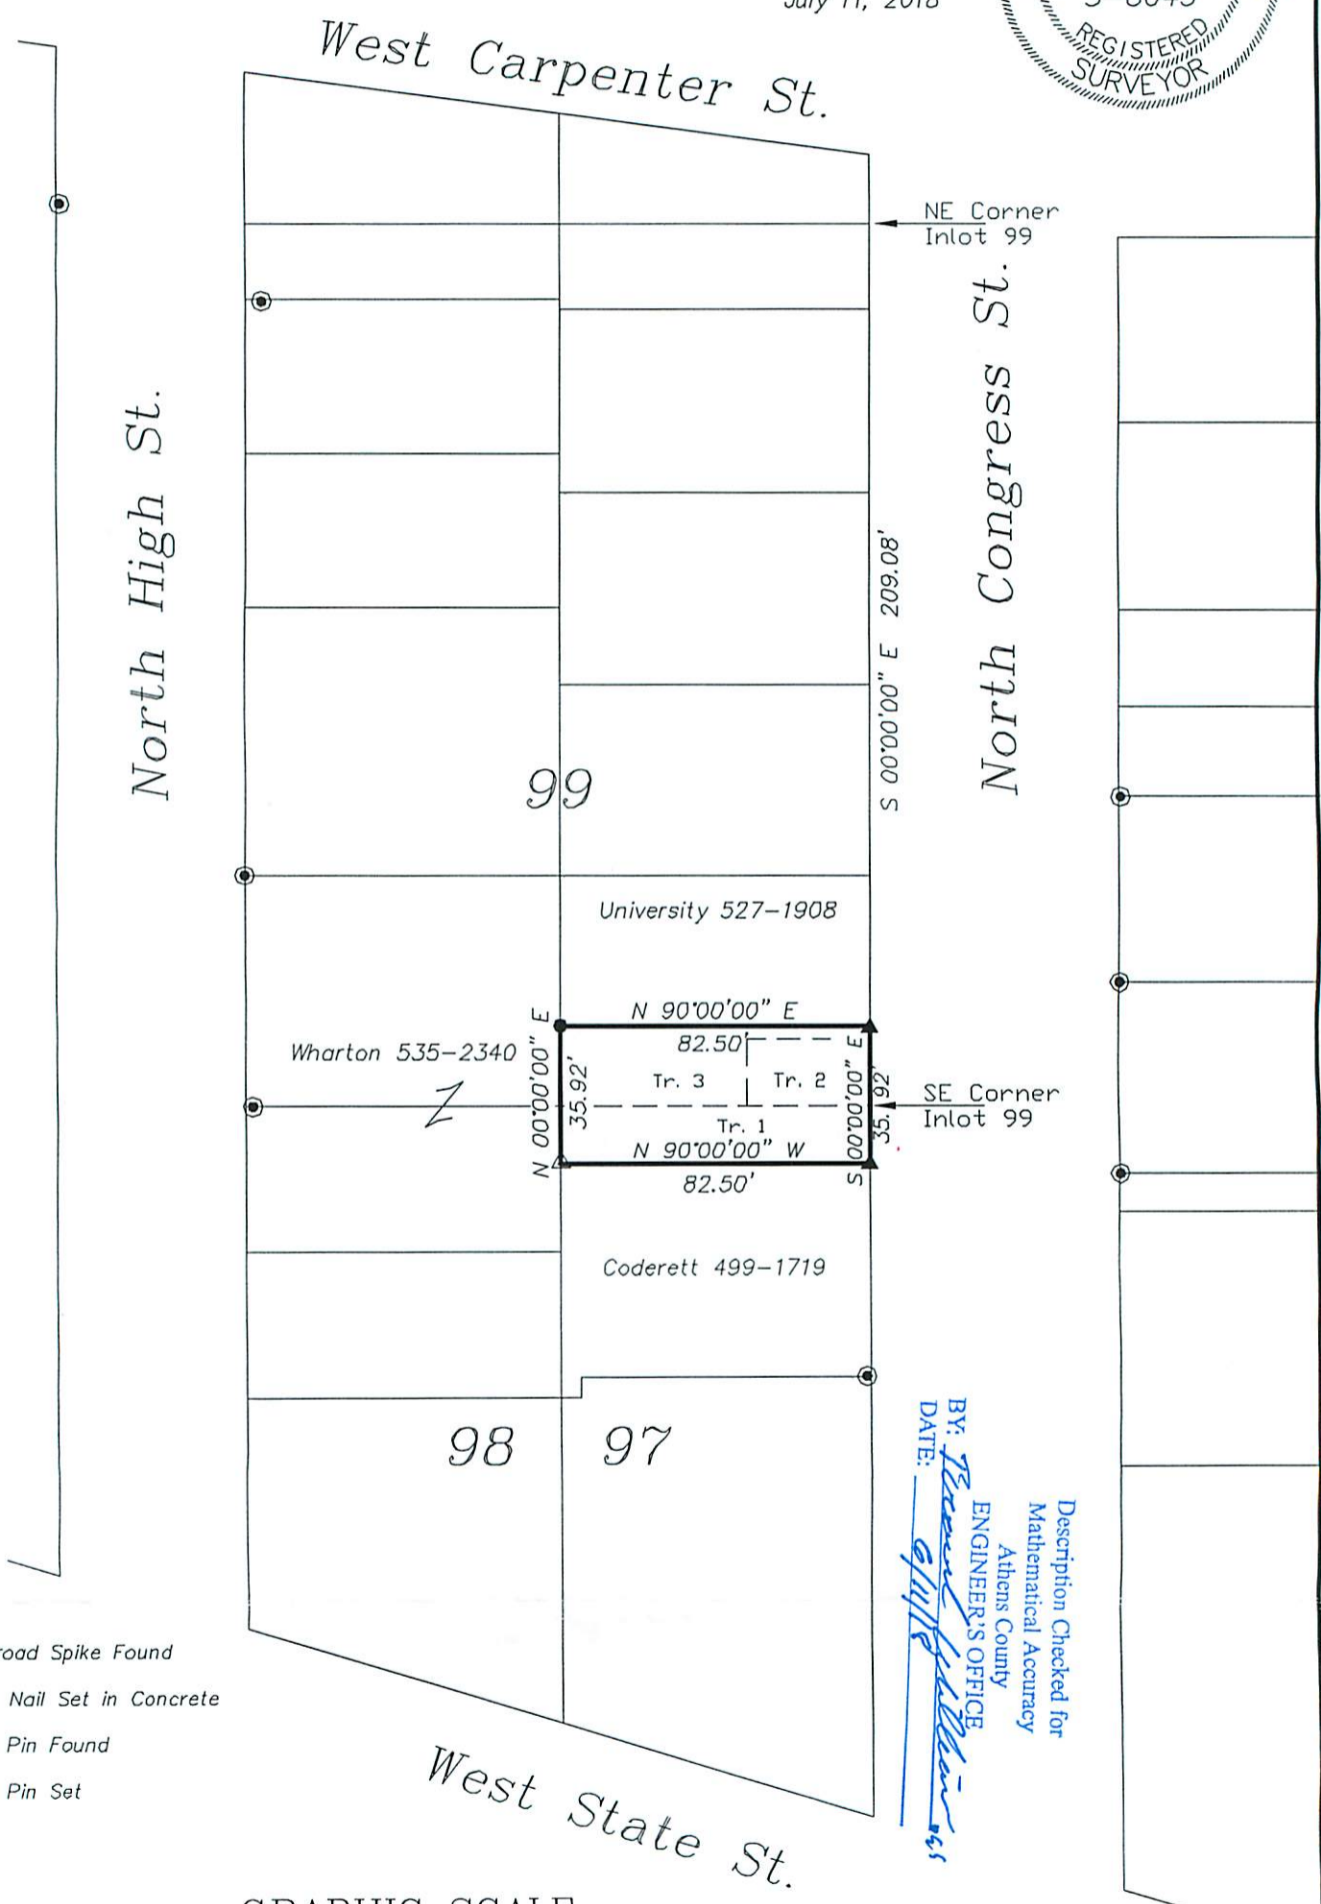 July 11, 2018
REGISTERED
SURVEYOR
West Carpenter St.
NE Corner
Inlot 99
North High St.
North Congress St.
S 00°00'00" E 209.08'
99
University 527-1908
N 90°00'00" E
82.50'
Wharton 535-2340
Z
N 00°00'00" E
35.92'
Tr. 3
Tr. 2
Tr. 1
S 00°00'00" E
35.92'
SE Corner
Inlot 99
N 90°00'00" W
82.50'
Coderett 499-1719
98
97
Description Checked for
Mathematical Accuracy
Athens County
ENGINEER'S OFFICE
BY:
DATE:
road Spike Found
Nail Set in Concrete
Pin Found
Pin Set
West State St.
GRAPHIC SCALE